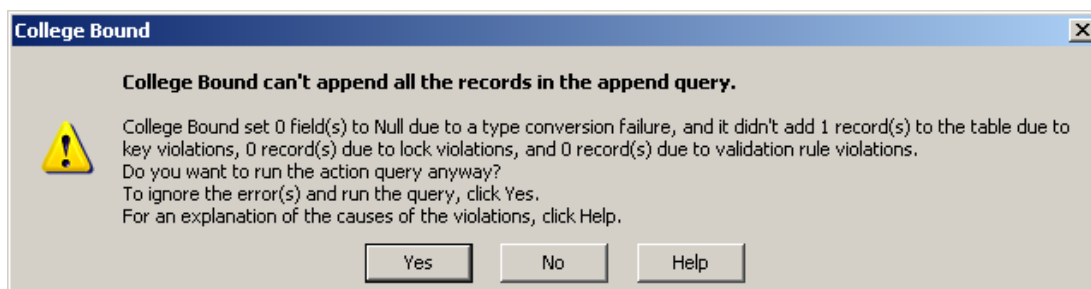 College Bound
College Bound can't append all the records in the append query.
College Bound set 0 field(s) to Null due to a type conversion failure, and it didn't add 1 record(s) to the table due to
key violations, 0 record(s) due to lock violations, and 0 record(s) due to validation rule violations.
Do you want to run the action query anyway?
To ignore the error(s) and run the query, click Yes.
For an explanation of the causes of the violations, click Help.
Yes No Help